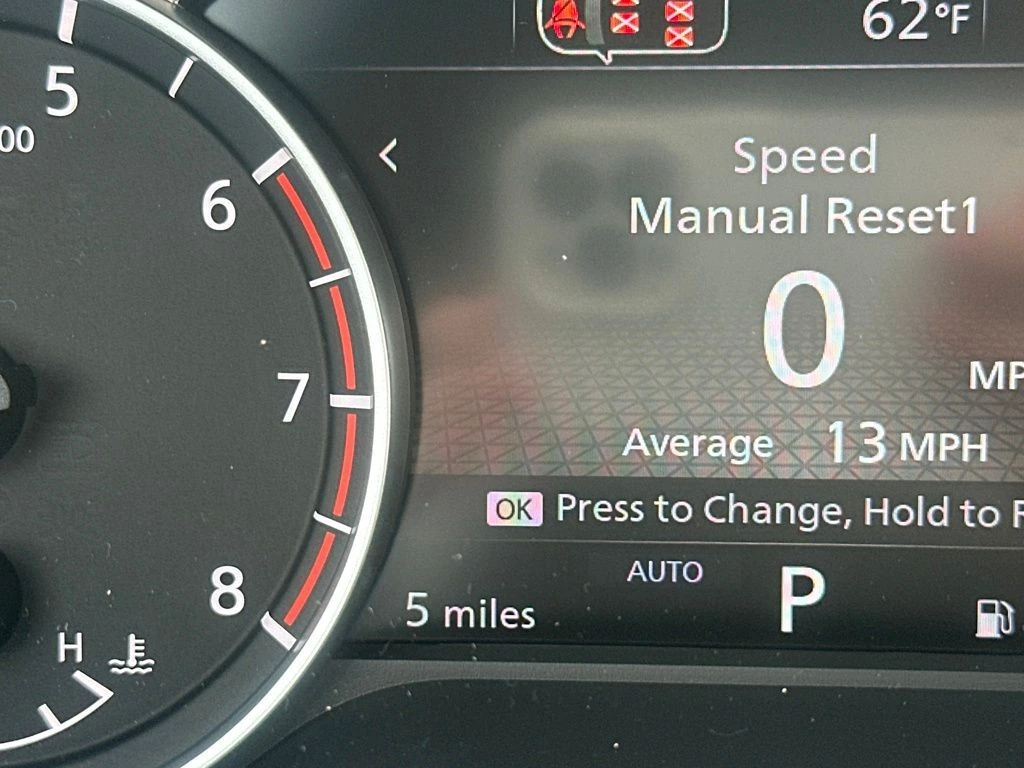 62°F
5
00
Speed
6
Manual Reset1
0
7
MP
Average 13 MPH
OK Press to Change, Hold to R
AUTO
P
8
5 miles
H